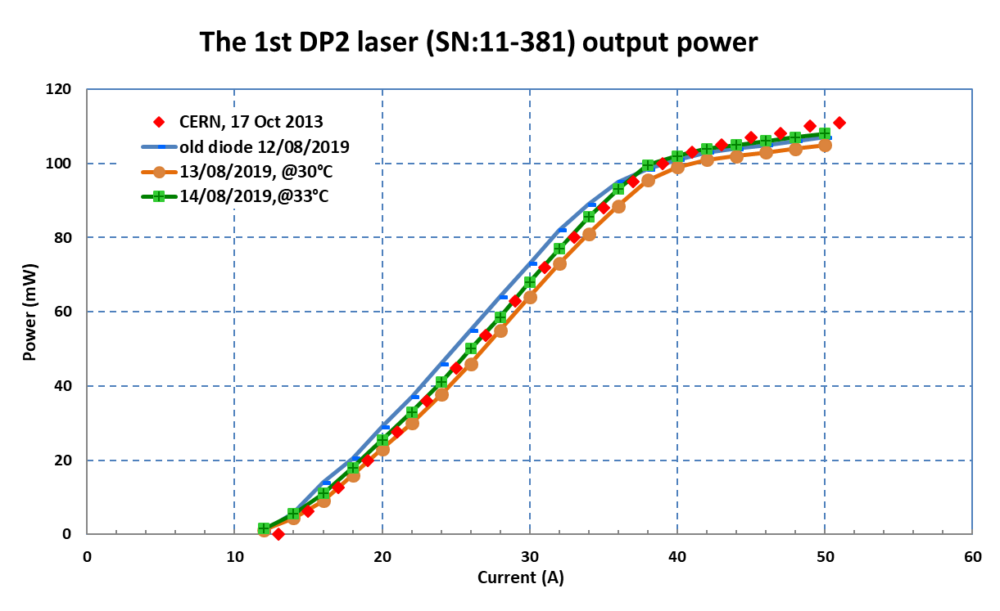 The 1st DP2 laser (SN:11-381) output power
120
100
80
60
40
20
0
Power (mW)
CERN, 17 Oct 2013
old diode 12/08/2019
13/08/2019, @30°C
14/08/2019,@33°C
0 10 20 30 40 50 60
Current (A)